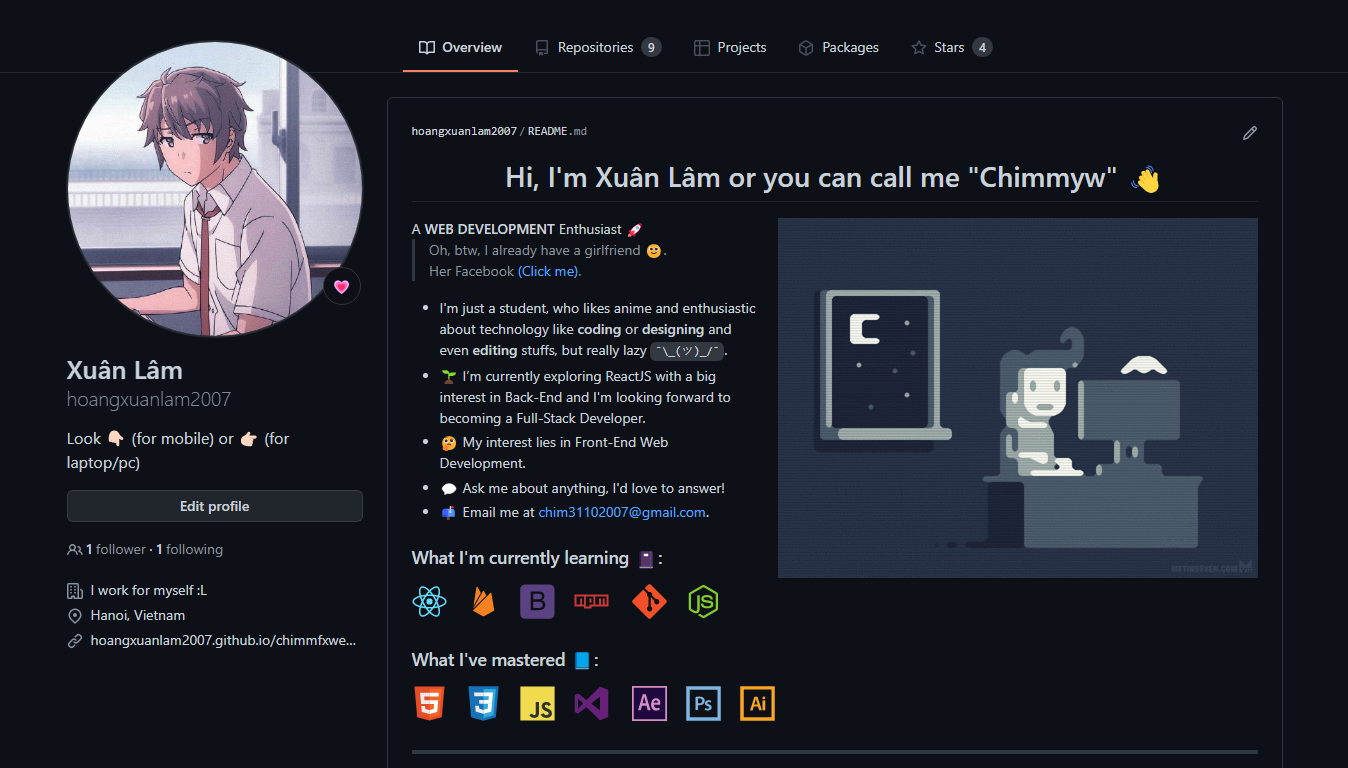 Overview
Repositories 9
Projects
Packages
Stars 4
hoangxuanlam2007/README.md
Hi, I'm Xuân Lâm or you can call me "Chimmyw" 👋
A WEB DEVELOPMENT Enthusiast 🚀
Oh, btw, I already have a girlfriend 🙂.
Her Facebook (Click me).
I'm just a student, who likes anime and enthusiastic
about technology like coding or designing and
even editing stuffs, but really lazy ¯\_(ツ)_/¯.
🌱 I’m currently exploring ReactJS with a big
interest in Back-End and I'm looking forward to
becoming a Full-Stack Developer.
🤔 My interest lies in Front-End Web
Development.
💬 Ask me about anything, I'd love to answer!
📫 Email me at chim31102007@gmail.com.
What I'm currently learning 📓:
B
npm
JS
What I've mastered 📘:
5
3
JS
Ae
Ps
Ai
Xuân Lâm
hoangxuanlam2007
Look 👇🏻 (for mobile) or 👉🏻 (for
laptop/pc)
Edit profile
1 follower · 1 following
I work for myself :L
Hanoi, Vietnam
hoangxuanlam2007.github.io/chimmfxwe...